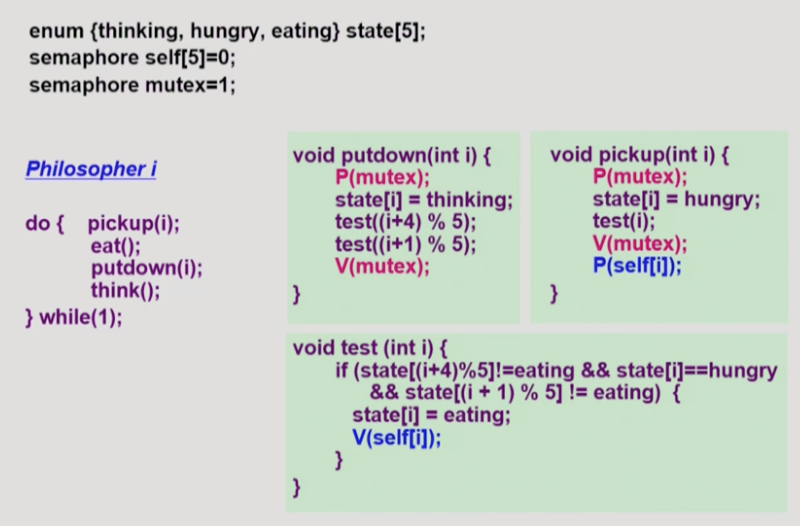 enum {thinking, hungry, eating} state[5];
semaphore self[5]=0;
semaphore mutex=1;
Philosopher i
do { pickup(i);
eat();
putdown(i);
think();
} while(1);
void putdown(int i) {
P(mutex);
state[i] = thinking;
test((i+4) % 5);
test((i+1) % 5);
V(mutex);
}
void pickup(int i) {
P(mutex);
state[i] = hungry;
test(i);
V(mutex);
P(self[i]);
}
void test (int i) {
if (state[(i+4)%5]!=eating && state[i]==hungry
&& state[(i + 1) % 5] != eating) {
state[i] = eating;
V(self[i]);
}
}